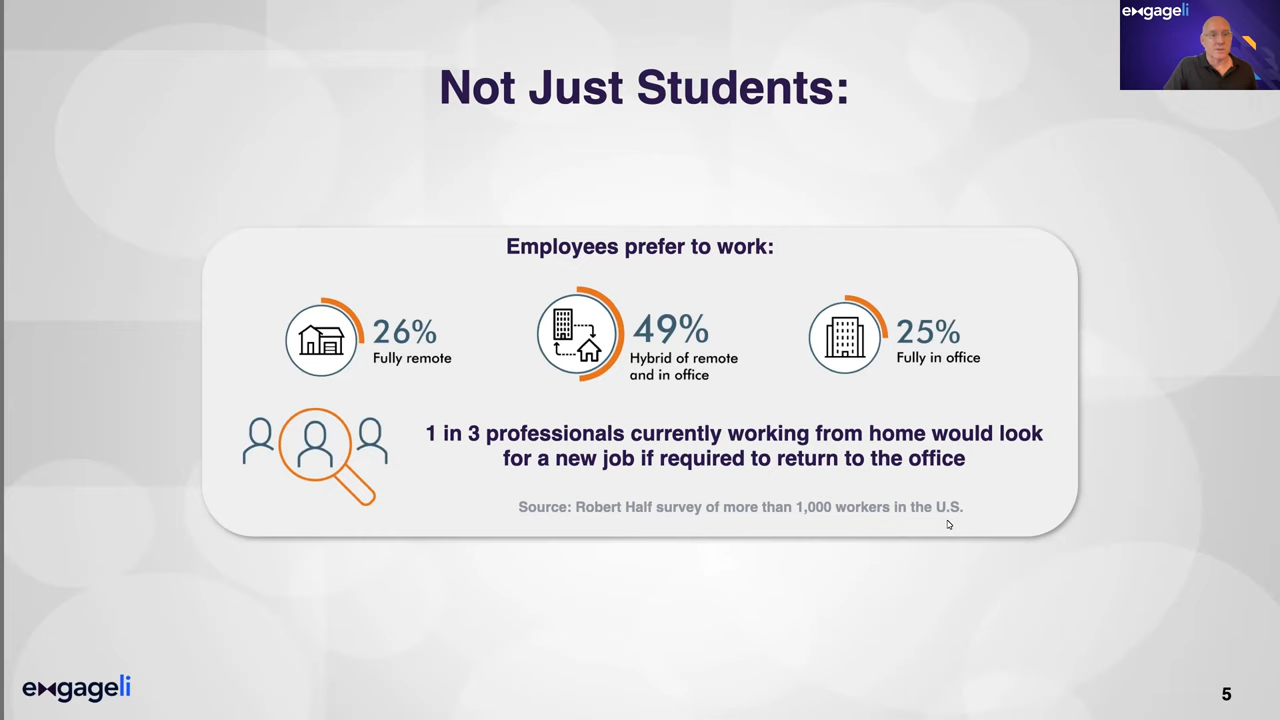 engageli
Not Just Students:
Employees prefer to work:
26%
Fully remote
49%
Hybrid of remote
and in office
25%
Fully in office
1 in 3 professionals currently working from home would look
for a new job if required to return to the office
Source: Robert Half survey of more than 1,000 workers in the U.S.
engageli
5